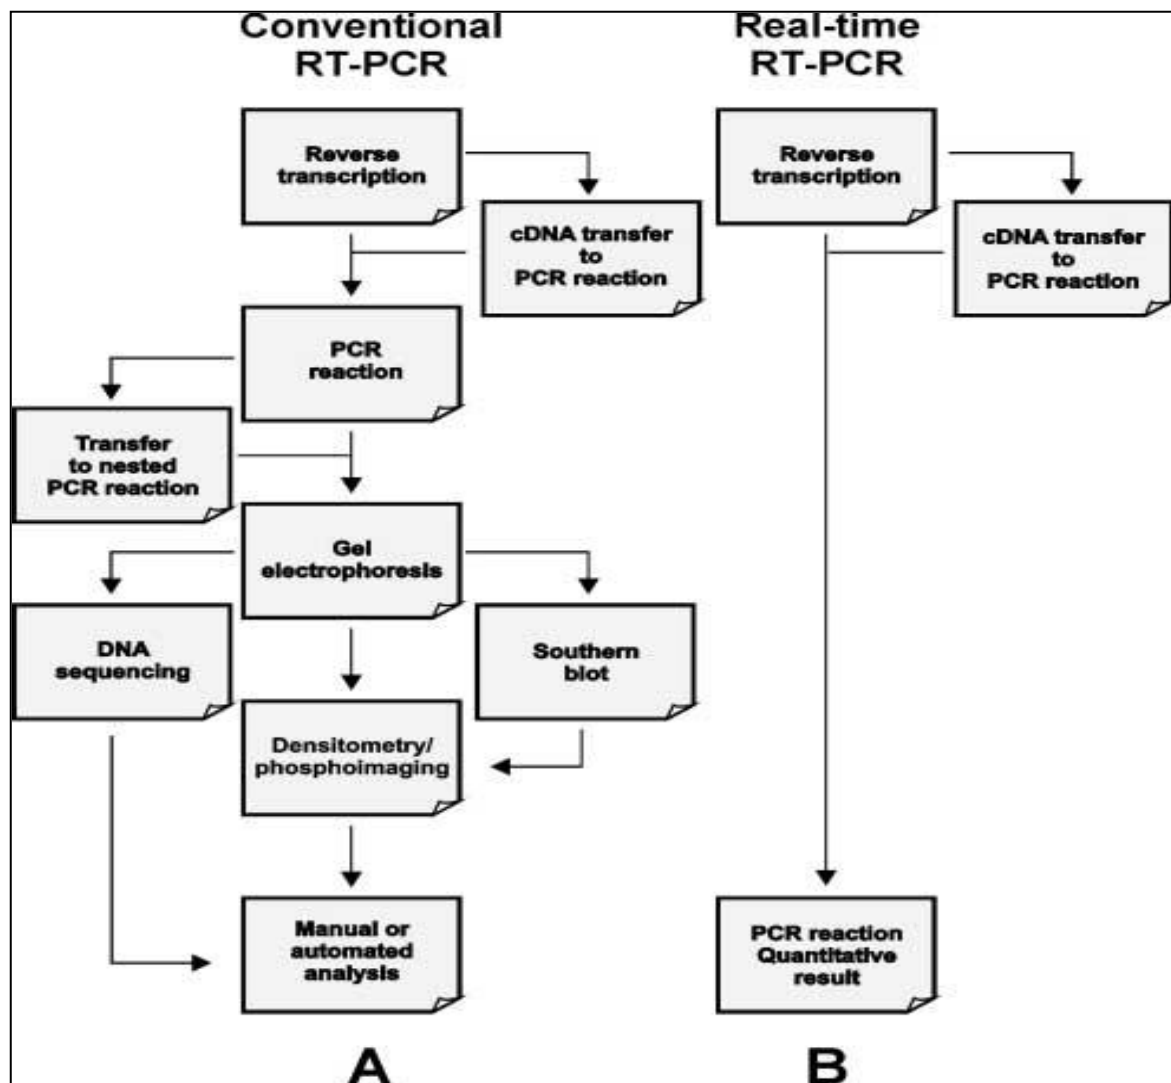 Conventional
RT-PCR
Reverse
transcription
cDNA transfer
to
PCR reaction
PCR
reaction
Transfer
to nested
PCR reaction
Gel
electrophoresis
DNA
sequencing
Southern
blot
Densitometry/
phosphoimaging
Manual or
automated
analysis
A
Real-time
RT-PCR
Reverse
transcription
cDNA transfer
to
PCR reaction
PCR reaction
Quantitative
result
B